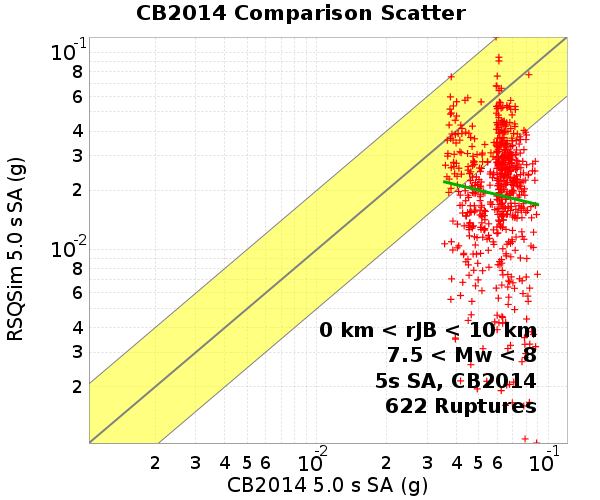 CB2014 Comparison Scatter
10-1
8
6
4
3
2
10-2
8
6
4
3
2
RSQSim 5.0 s SA (g)
0 km < rJB < 10 km
7.5 < Mw < 8
5s SA, CB2014
622 Ruptures
2 3 4 5 6 10-2 2 3 4 5 6 10-1
CB2014 5.0 s SA (g)